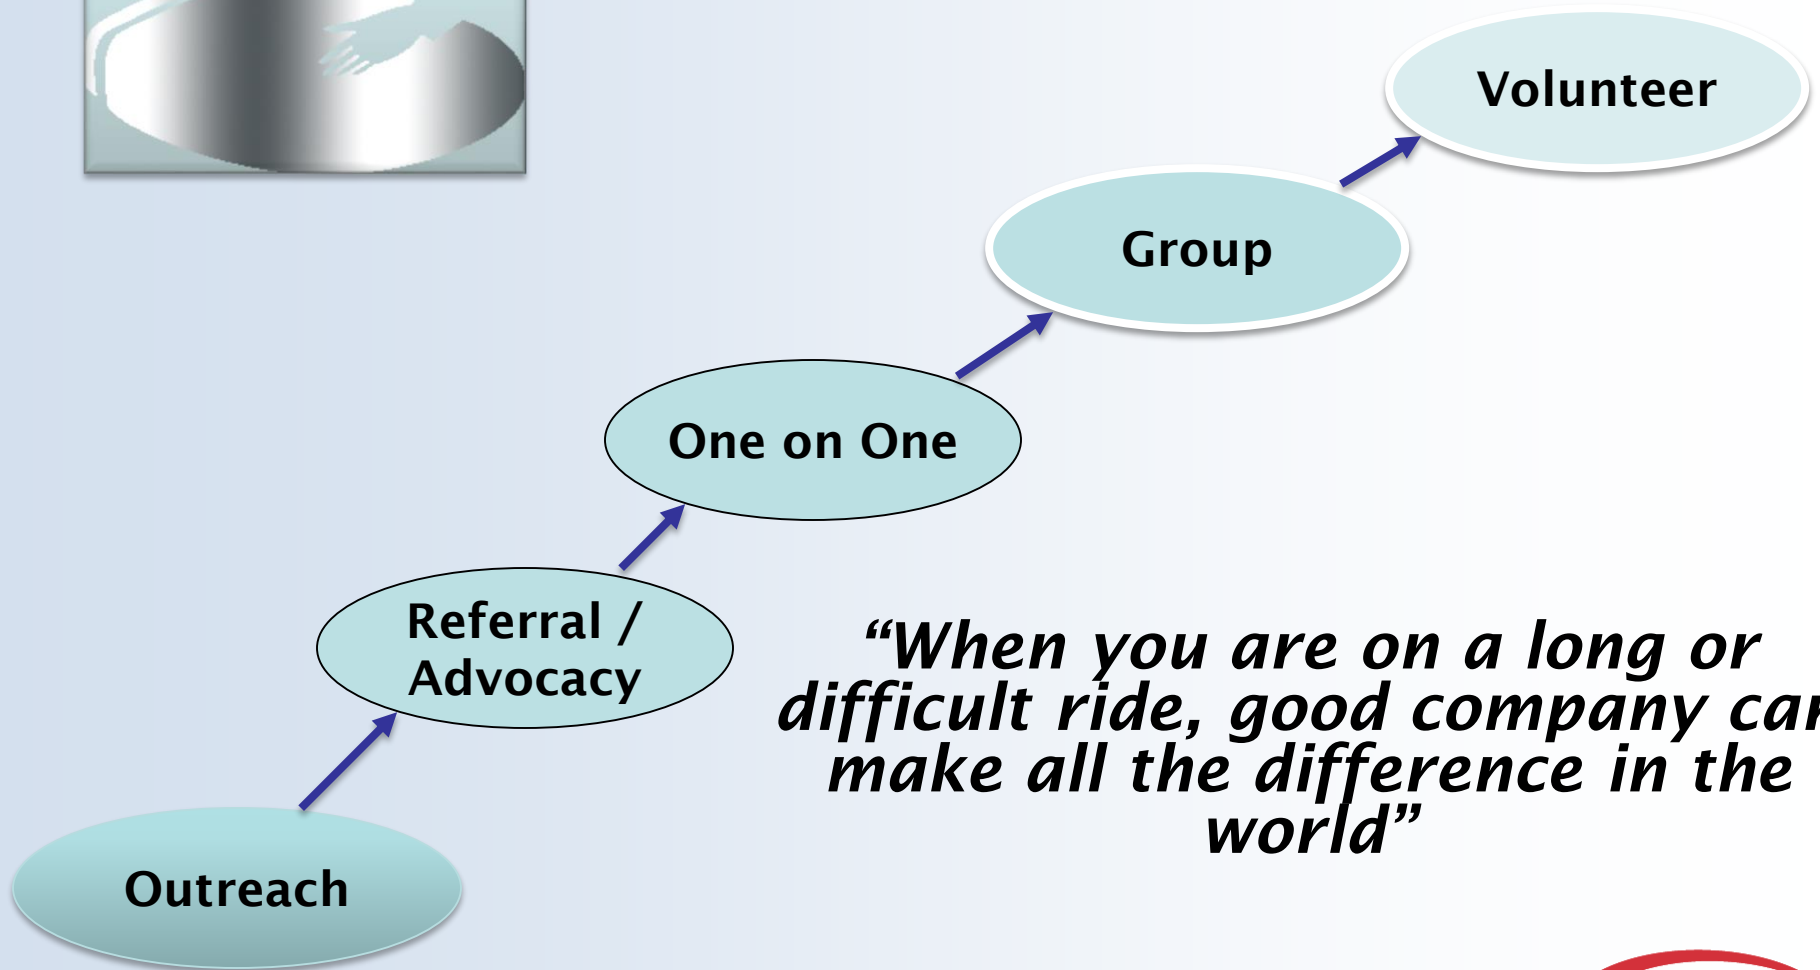 Volunteer
Group
One on One
Referral /
Advocacy
“When you are on a long or
difficult ride, good company
make all the difference in the
world”
Outreach